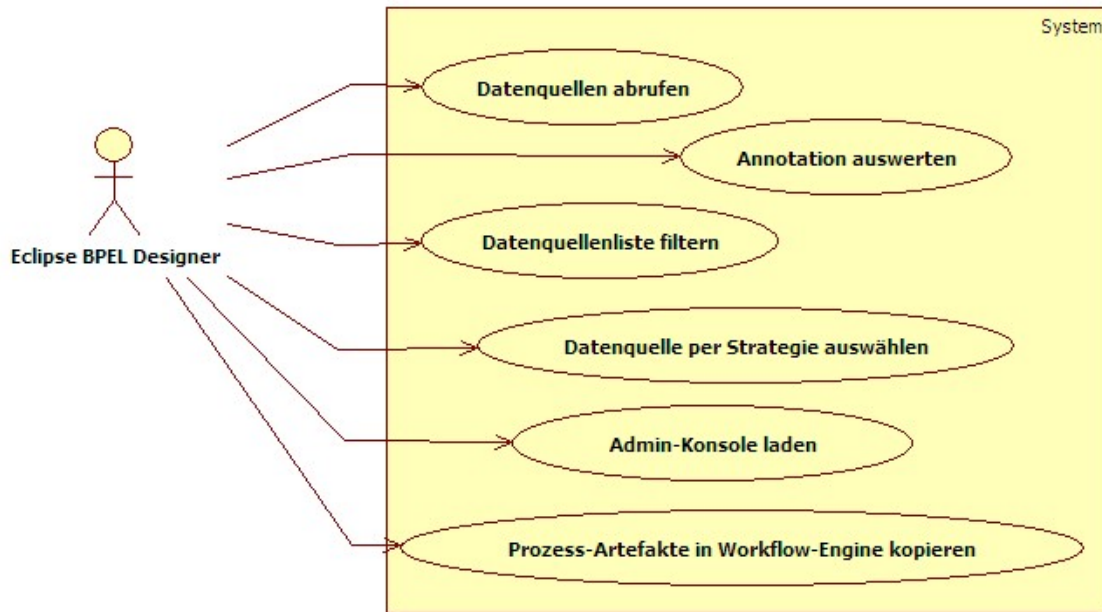 System
Datenquellen abrufen
Annotation auswerten
Datenquellenliste filtern
Eclipse BPEL Designer
Datenquelle per Strategie auswählen
Admin-Konsole laden
Prozess-Artefakte in Workflow-Engine kopieren